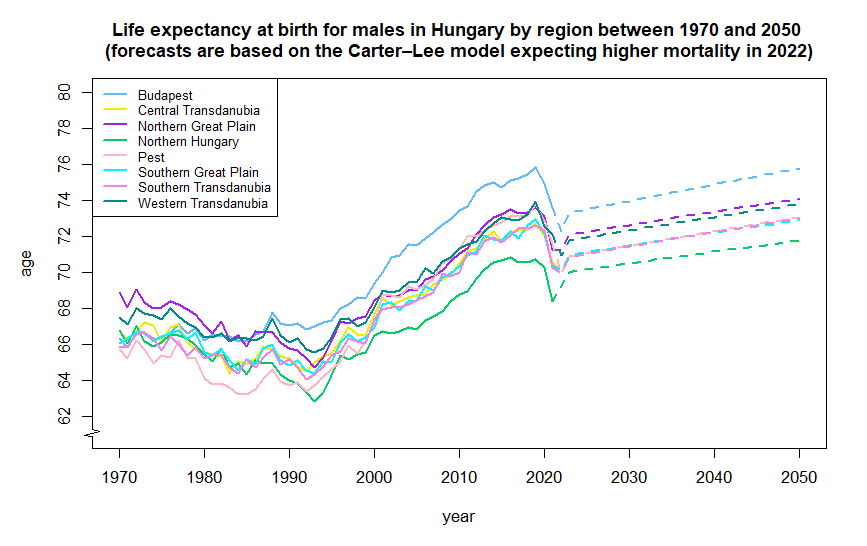 Life expectancy at birth for males in Hungary by region between 1970 and 2050
(forecasts are based on the Carter–Lee model expecting higher mortality in 2022)
Budapest
Central Transdanubia
Northern Great Plain
Northern Hungary
Pest
Southern Great Plain
Southern Transdanubia
Western Transdanubia
age
80
78
76
74
72
70
68
66
64
62
1970 1980 1990 2000 2010 2020 2030 2040 2050
year